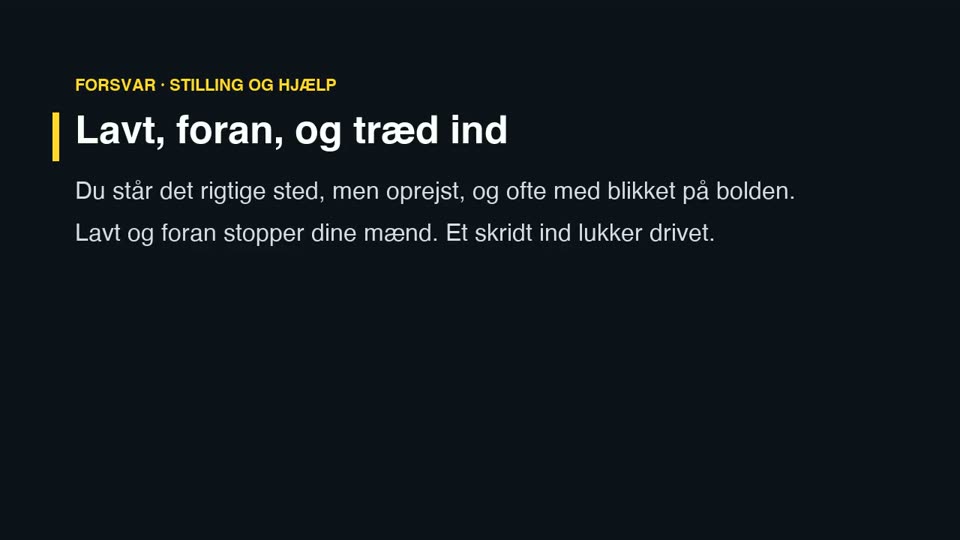 FORSVAR · STILLING OG HJÆLP
Lavt, foran, og træd ind
Du står det rigtige sted, men oprejst, og ofte med blikket på bolden.
Lavt og foran stopper dine mænd. Et skridt ind lukker drivet.